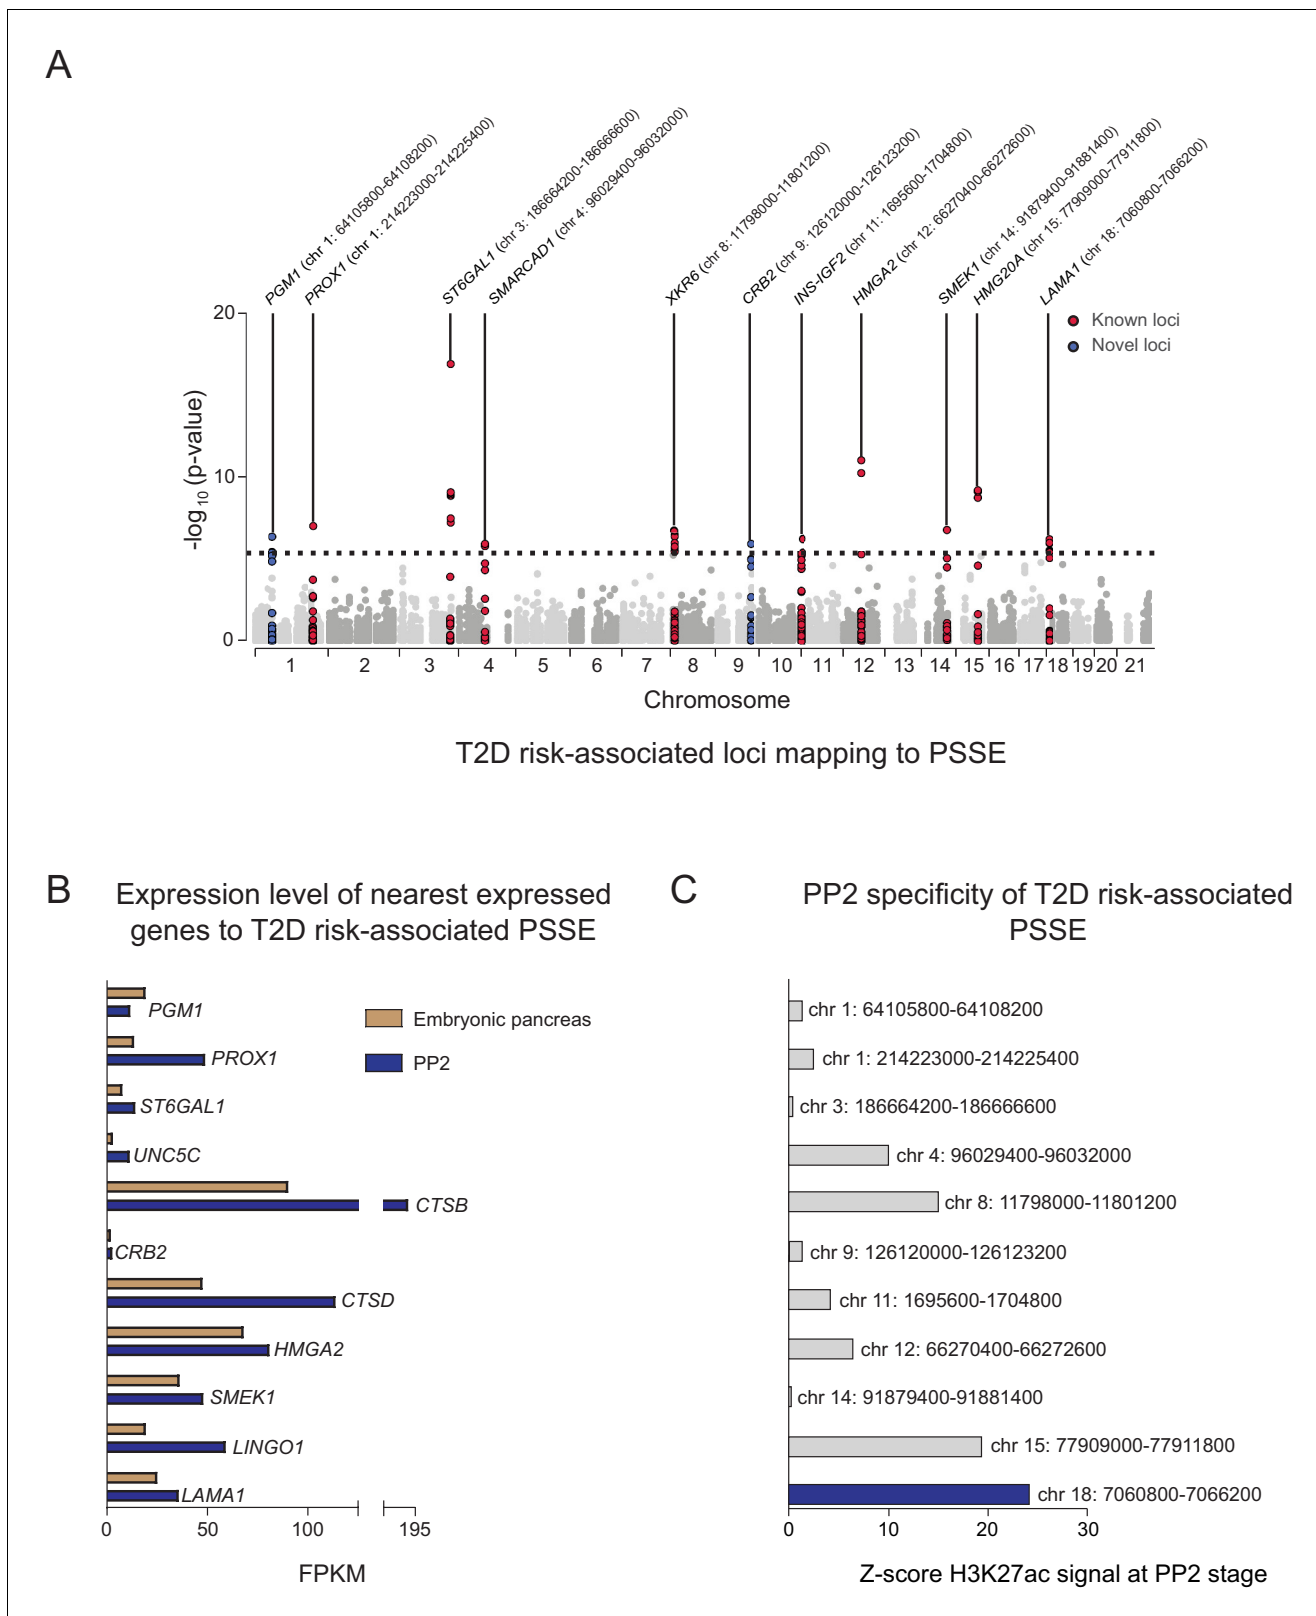 A
PGM1 (chr 1: 64105800-64108200)
PROX1 (chr 1: 214223000-214225400)
ST6GAL1 (chr 3: 186664200-186666600)
SMARCAD1 (chr 4: 96029400-96032000)
XKR6 (chr 8: 11798000-11801200)
CRB2 (chr 9: 126120000-126123200)
INS-IGF2 (chr 11: 1695600-1704800)
HMGA2 (chr 12: 66270400-66272600)
SMEK1 (chr 14: 91879400-91881400)
HMG20A (chr 15: 77909000-77911800)
LAMA1 (chr 18: 7060800-7066200)
Known loci
Novel loci
20
10
0
-log10 (p-value)
1 2 3 4 5 6 7 8 9 10 11 12 13 14 15 16 17 18 19 20 21
Chromosome
T2D risk-associated loci mapping to PSSE
B
Expression level of nearest expressed
genes to T2D risk-associated PSSE
PGM1
PROX1
ST6GAL1
UNC5C
CTSB
CRB2
CTSD
HMGA2
SMEK1
LINGO1
LAMA1
Embryonic pancreas
PP2
0 50 100 195
FPKM
C
PP2 specificity of T2D risk-associated
PSSE
chr 1: 64105800-64108200
chr 1: 214223000-214225400
chr 3: 186664200-186666600
chr 4: 96029400-96032000
chr 8: 11798000-11801200
chr 9: 126120000-126123200
chr 11: 1695600-1704800
chr 12: 66270400-66272600
chr 14: 91879400-91881400
chr 15: 77909000-77911800
chr 18: 7060800-7066200
0 10 20 30
Z-score H3K27ac signal at PP2 stage